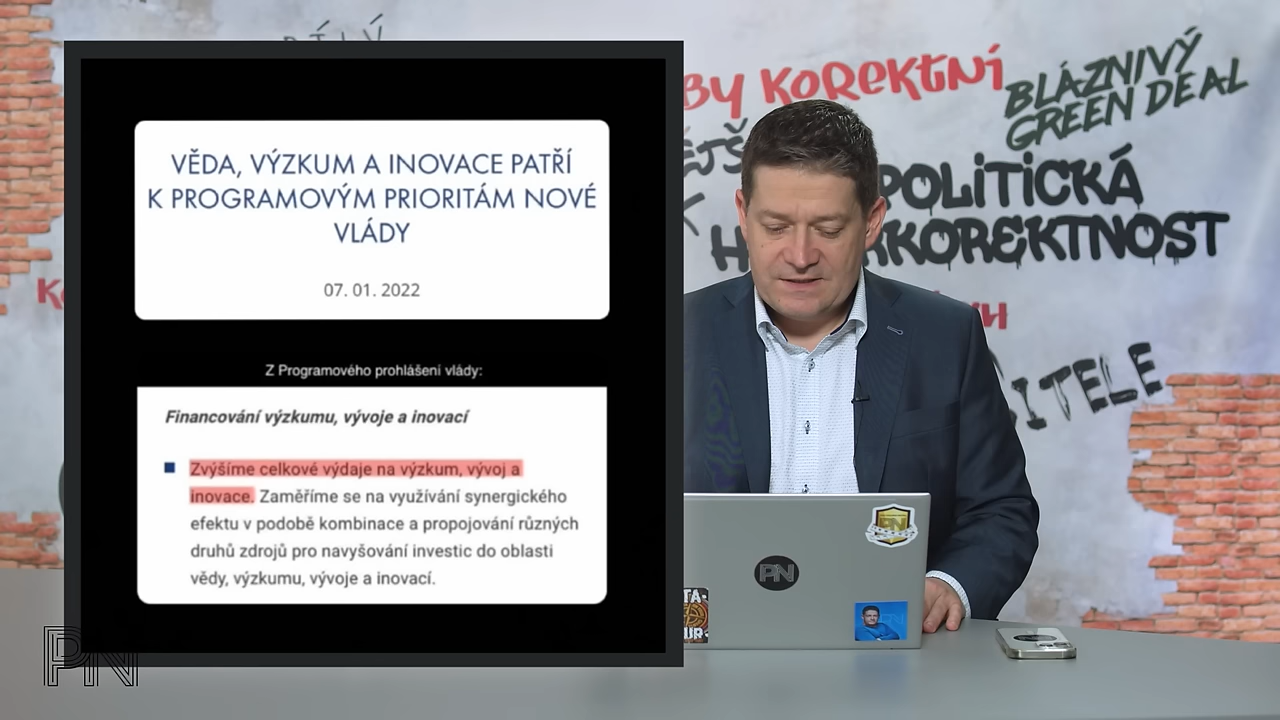 VĚDA, VÝZKUM A INOVACE PATŘÍ
K PROGRAMOVÝM PRIORITÁM NOVÉ
VLÁDY
07. 01. 2022
Z Programového prohlášení vlády:
Financování výzkumu, vývoje a inovací
Zvýšíme celkové výdaje na výzkum, vývoj a
inovace. Zaměříme se na využívání synergického
efektu v podobě kombinace a propojování různých
druhů zdrojů pro navyšování investic do oblasti
vědy, výzkumu, vývoje a inovací.
BY KOREKTNÍ
BLÁZNIVÝ
GREEN DEAL
POLITICKÁ
KOREKTNOST
PN
PN